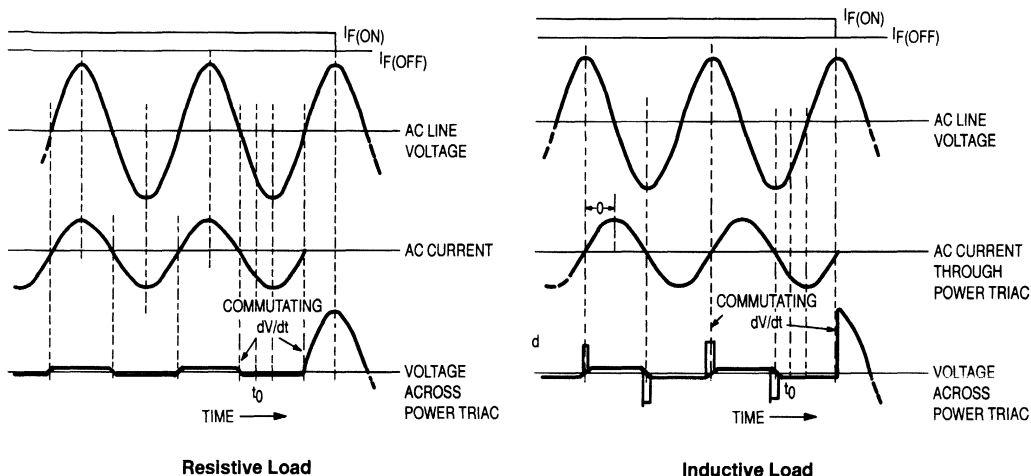 IF(ON)
IF(OFF)
AC LINE
VOLTAGE
AC CURRENT
COMMUTATING
dV/dt
VOLTAGE
ACROSS
POWER TRIAC
t0
TIME
Resistive Load
IF(ON)
IF(OFF)
AC LINE
VOLTAGE
0
AC CURRENT
THROUGH
POWER TRIAC
COMMUTATING
dV/dt
d
VOLTAGE
ACROSS
POWER TRIAC
t0
TIME
Inductive Load